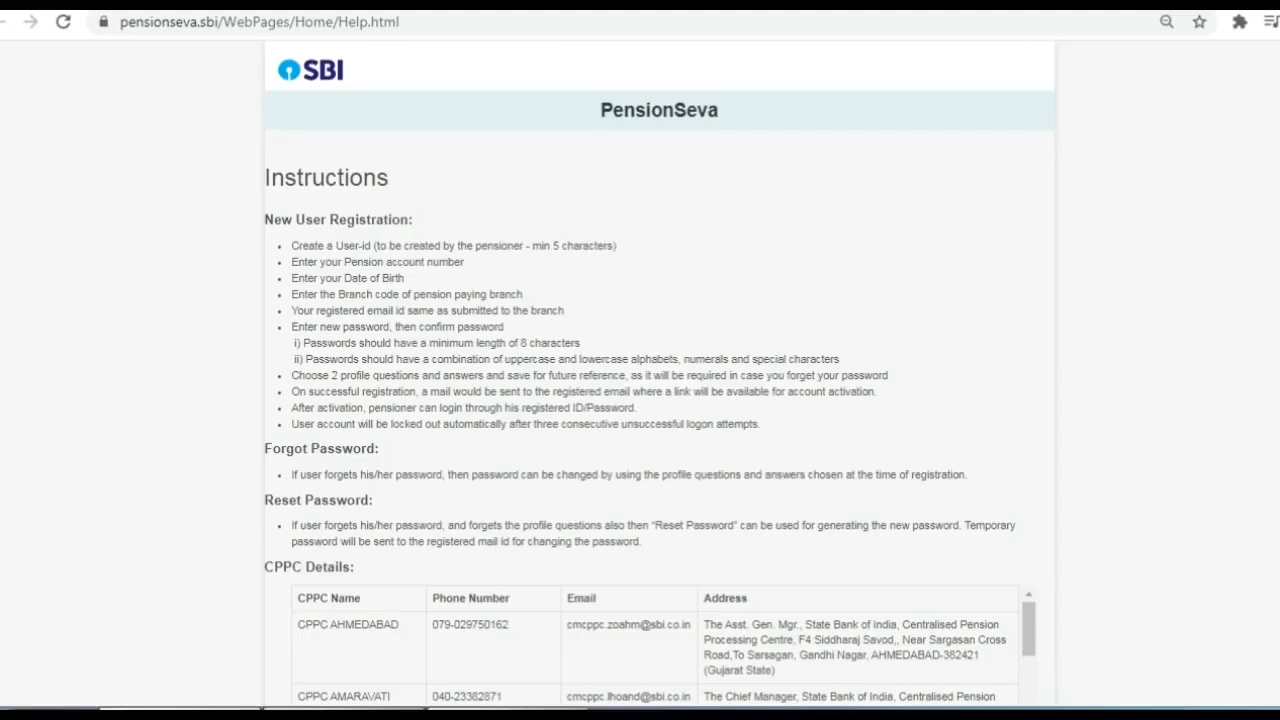 pensionseva.sbi/WebPages/Home/Help.html
SBI
PensionSeva
Instructions
New User Registration:
• Create a User-id (to be created by the pensioner - min 5 characters)
• Enter your Pension account number
• Enter your Date of Birth
• Enter the Branch code of pension paying branch
• Your registered email id same as submitted to the branch
• Enter new password, then confirm password
i) Passwords should have a minimum length of 8 characters
ii) Passwords should have a combination of uppercase and lowercase alphabets, numerals and special characters
• Choose 2 profile questions and answers and save for future reference, as it will be required in case you forget your password
• On successful registration, a mail would be sent to the registered email where a link will be available for account activation.
• After activation, pensioner can login through his registered ID/Password.
• User account will be locked out automatically after three consecutive unsuccessful logon attempts.
Forgot Password:
• If user forgets his/her password, then password can be changed by using the profile questions and answers chosen at the time of registration.
Reset Password:
• If user forgets his/her password, and forgets the profile questions also then “Reset Password” can be used for generating the new password. Temporary
password will be sent to the registered mail id for changing the password.
CPPC Details:
CPPC Name Phone Number Email Address
CPPC AHMEDABAD 079-029750162 cmcppc.zoahm@sbi.co.in The Asst. Gen. Mgr., State Bank of India, Centralised Pension
Processing Centre, F4 Siddharaj Savod,, Near Sargasan Cross
Road,To Sarsagan, Gandhi Nagar, AHMEDABAD-382421
(Gujarat State)
CPPC AMARAVATI 040-23382871 cmcppc.lhoand@sbi.co.in The Chief Manager, State Bank of India, Centralised Pension